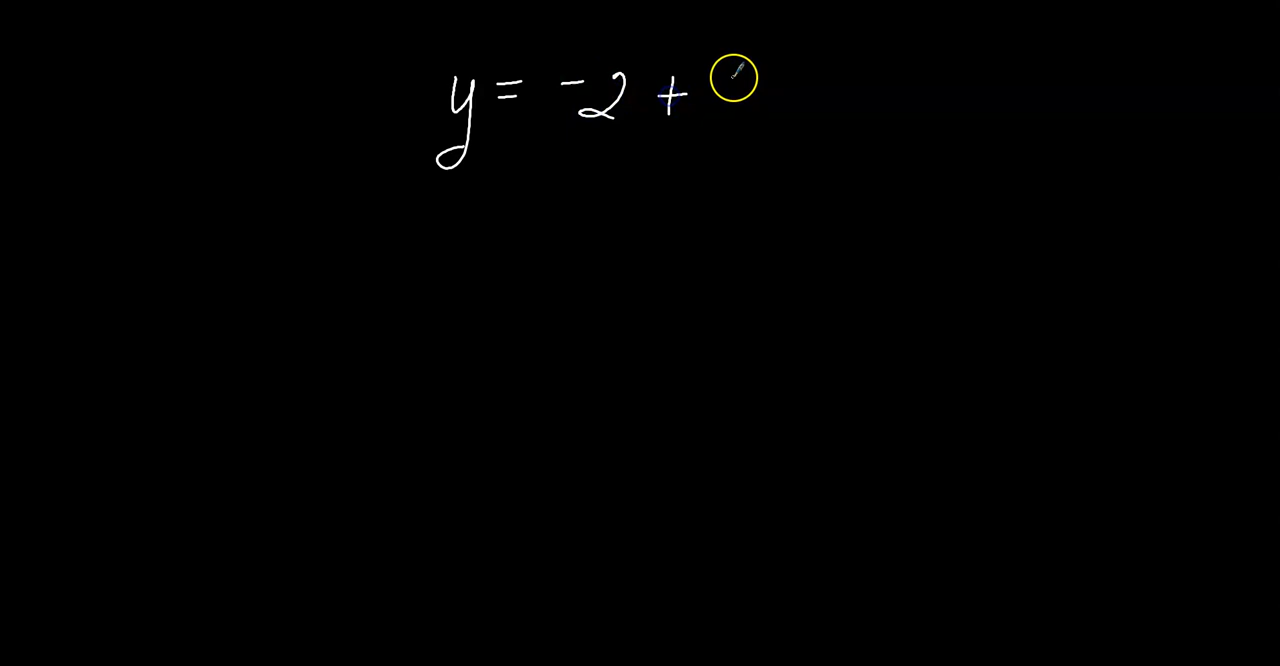 y = -2 +